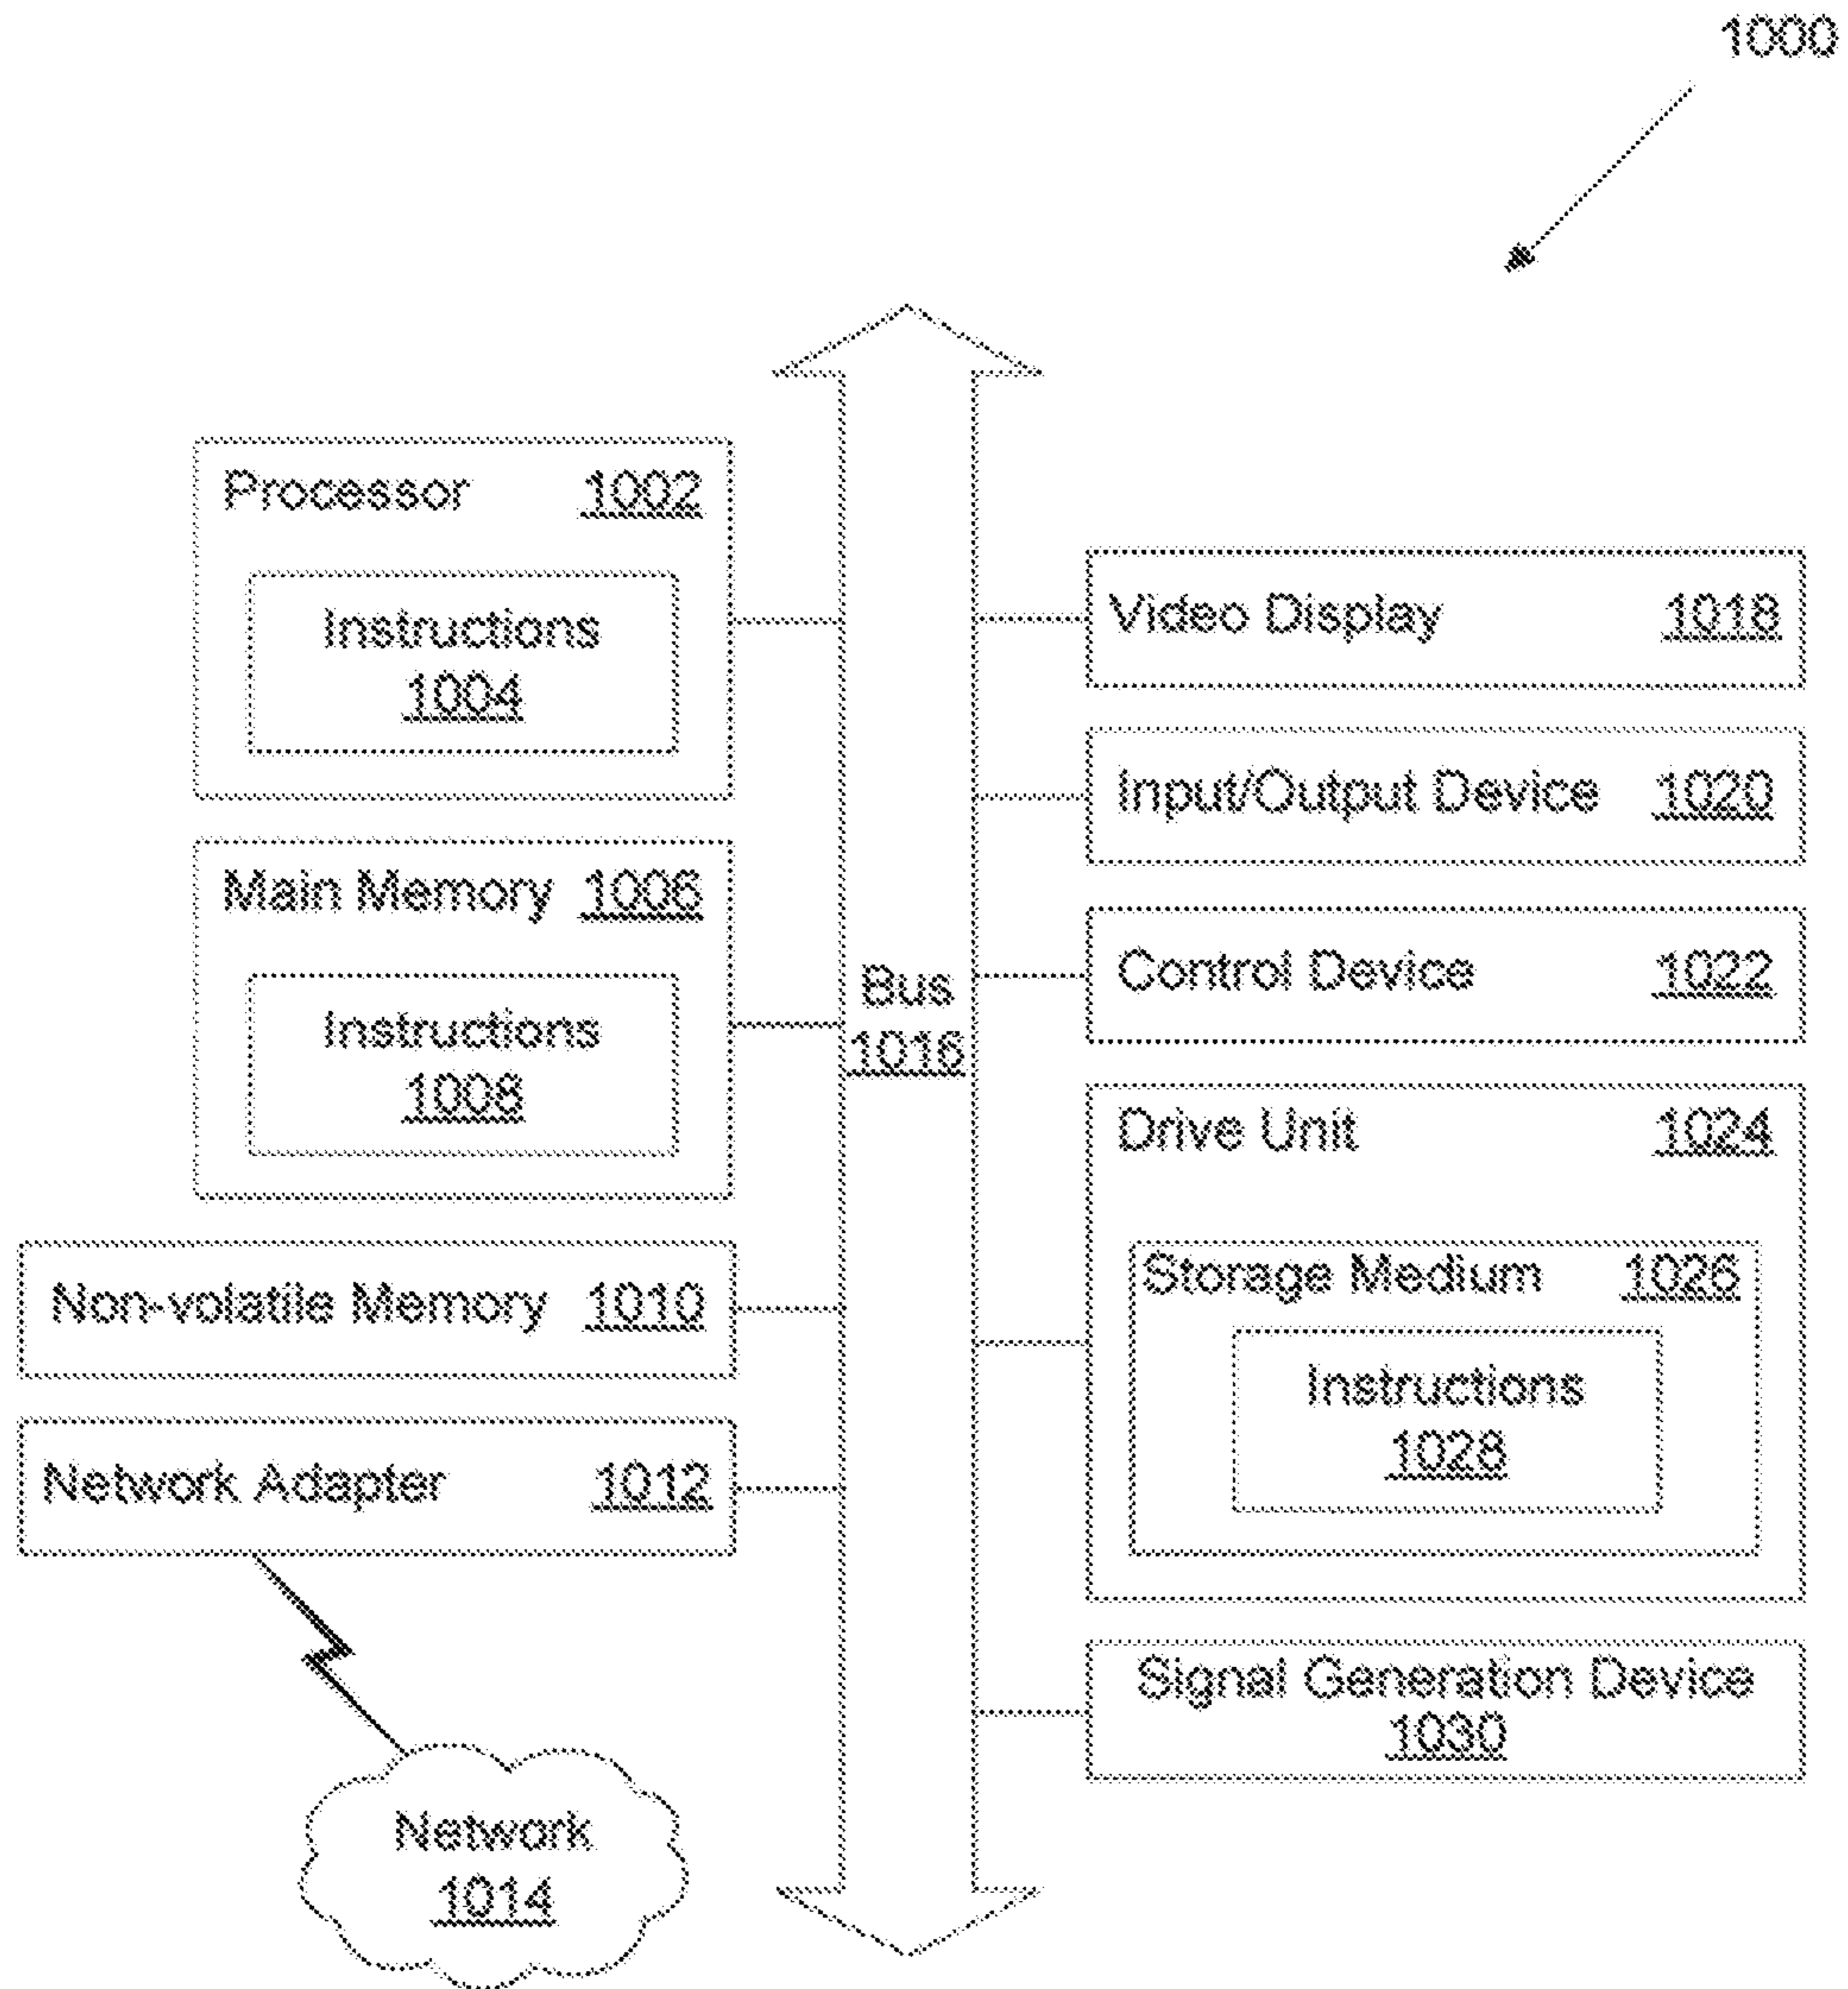 1000
Processor 1002
Instructions
1004
Main Memory 1006
Instructions
1008
Non-volatile Memory 1010
Network Adapter 1012
Network
1014
Bus
1016
Video Display 1018
Input/Output Device 1020
Control Device 1022
Drive Unit 1024
Storage Medium 1026
Instructions
1028
Signal Generation Device
1030